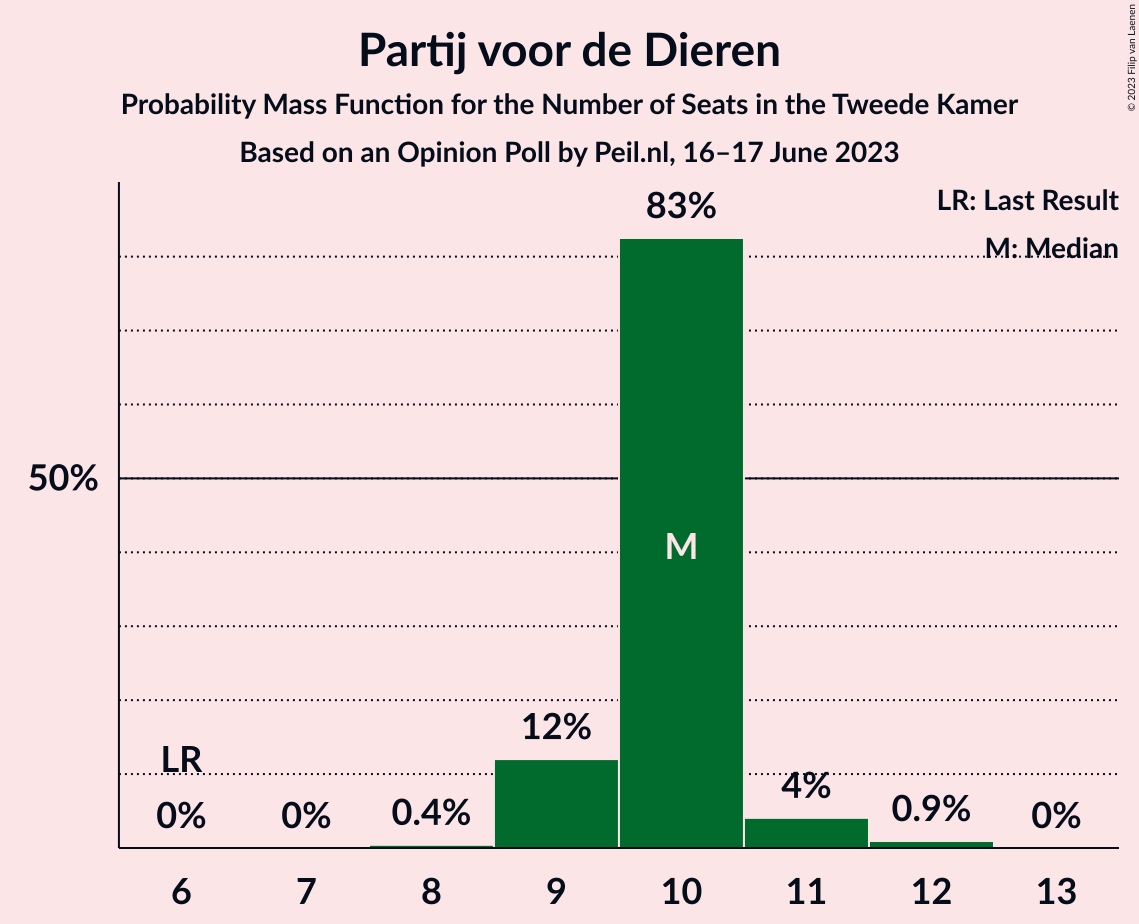 Partij voor de Dieren
Probability Mass Function for the Number of Seats in the Tweede Kamer
Based on an Opinion Poll by Peil.nl, 16–17 June 2023
© 2023 Filip van Laenen
LR: Last Result
M: Median
83%
50%
M
12%
LR
4%
0% 0% 0.4% 0.9% 0%
6 7 8 9 10 11 12 13